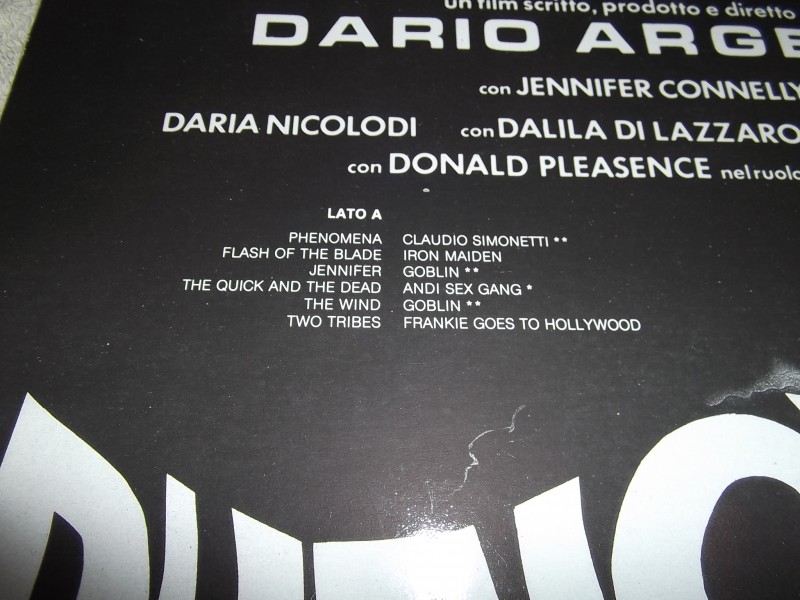 un film scritto, prodotto e diretto
DARIO ARGE
con JENNIFER CONNELLY
DARIA NICOLODI con DALILA DI LAZZARO
con DONALD PLEASENCE nel ruolo
LATO A
PHENOMENA CLAUDIO SIMONETTI **
FLASH OF THE BLADE IRON MAIDEN
JENNIFER GOBLIN **
THE QUICK AND THE DEAD ANDI SEX GANG *
THE WIND GOBLIN **
TWO TRIBES FRANKIE GOES TO HOLLYWOOD